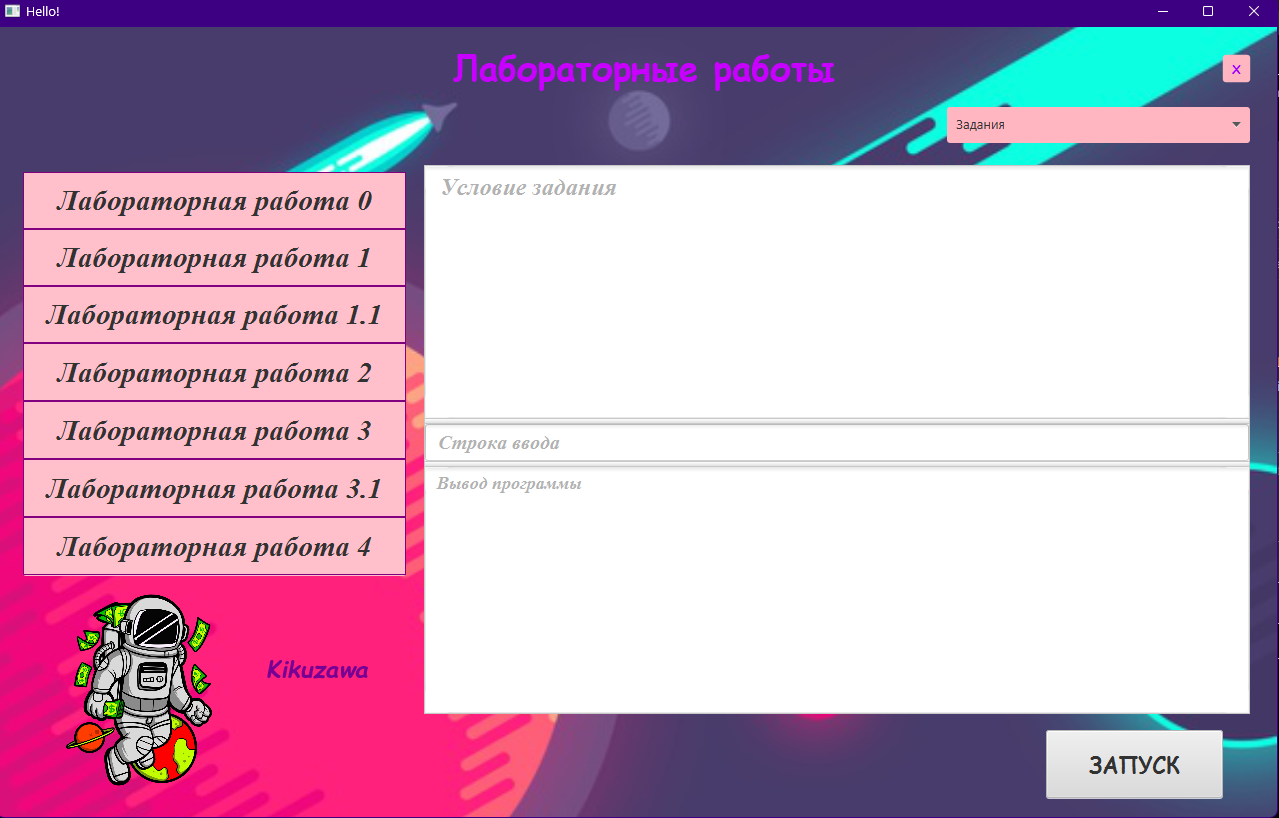 Hello!
Лабораторные работы
x
Задания
Лабораторная работа 0
Лабораторная работа 1
Лабораторная работа 1.1
Лабораторная работа 2
Лабораторная работа 3
Лабораторная работа 3.1
Лабораторная работа 4
Условие задания
Строка ввода
Вывод программы
Kikuzawa
ЗАПУСК